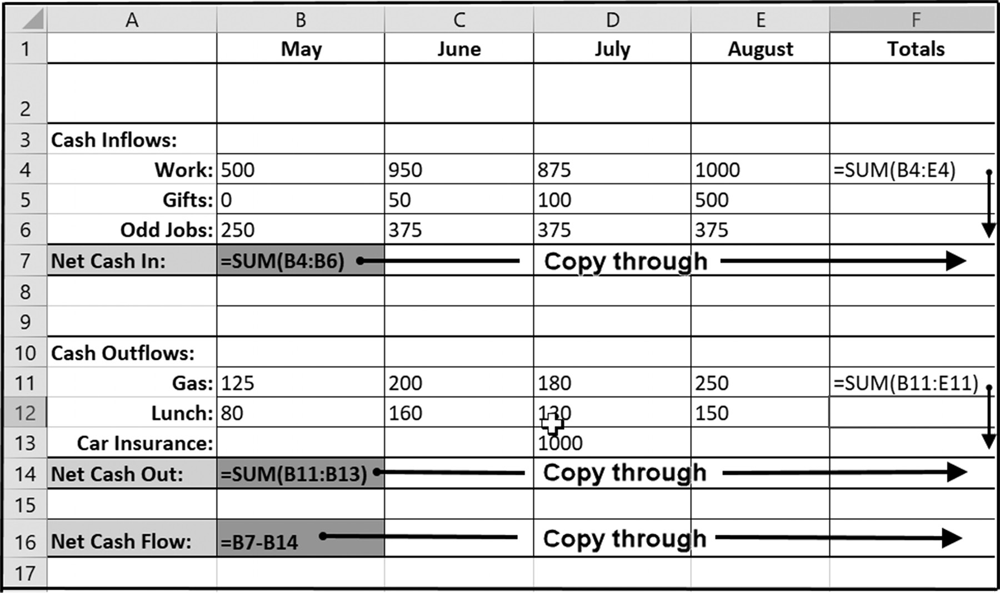 A B C D E F
1 May June July August Totals
2
3 Cash Inflows:
4 Work: 500 950 875 1000 =SUM(B4:E4)
5 Gifts: 0 50 100 500
6 Odd Jobs: 250 375 375 375
7 Net Cash In: =SUM(B4:B6) Copy through
8
9
10 Cash Outflows:
11 Gas: 125 200 180 250 =SUM(B11:E11)
12 Lunch: 80 160 150
13 Car Insurance: 1000
14 Net Cash Out: =SUM(B11:B13) Copy through
15
16 Net Cash Flow: =B7-B14 Copy through
17